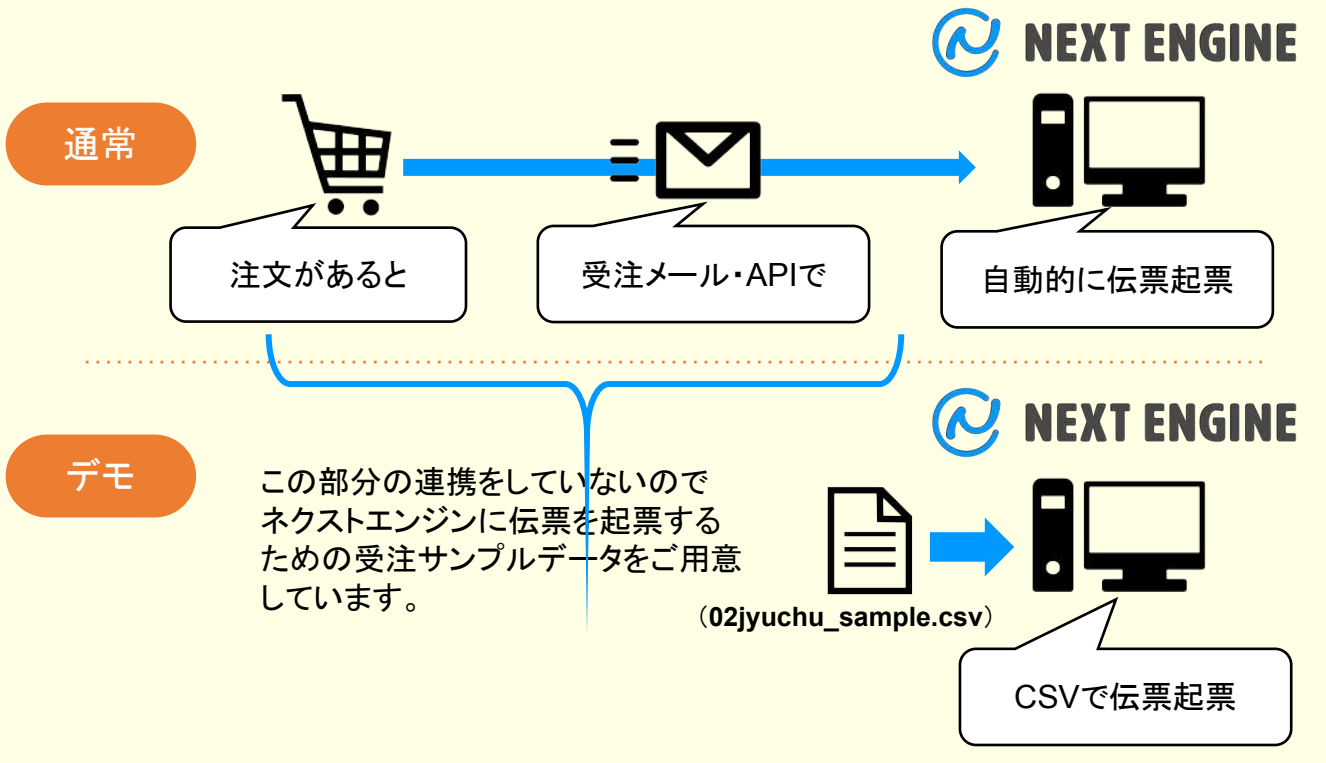 NEXT ENGINE
通常
注文があると
受注メール・APIで
自動的に伝票起票
NEXT ENGINE
デモ
この部分の連携をしていないので
ネクストエンジンに伝票を起票する
ための受注サンプルデータをご用意
しています。
（02jyuchu_sample.csv）
CSVで伝票起票